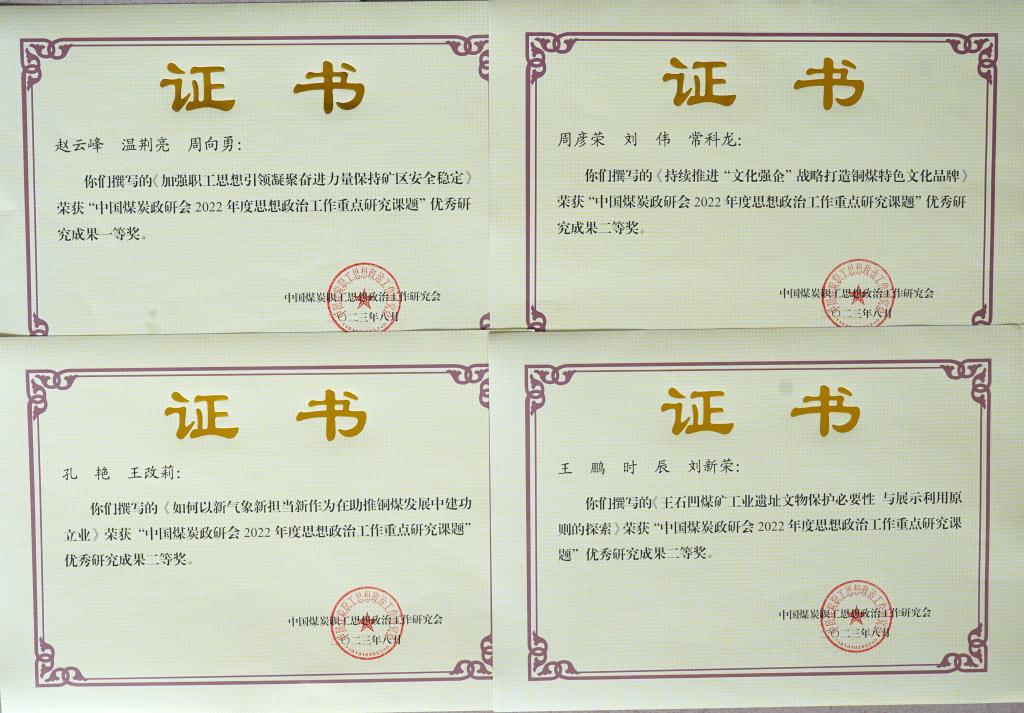 证 书
赵云峰 温荆亮 周向勇:
你们撰写的《加强职工思想引领凝聚奋进力量保持矿区安全稳定》
荣获“中国煤炭政研会2022年度思想政治工作重点研究课题”优秀研
究成果一等奖。
中国煤炭职工思想政治工作研究会
二〇二三年八月
证 书
周彦荣 刘 伟 常科龙:
你们撰写的《持续推进“文化强企”战略打造铜煤特色文化品牌》
荣获“中国煤炭政研会2022年度思想政治工作重点研究课题”优秀研
究成果二等奖。
中国煤炭职工思想政治工作研究会
二〇二三年八月
证 书
孔 艳 王改莉:
你们撰写的《如何以新气象新担当新作为在助推铜煤发展中建功
立业》荣获“中国煤炭政研会2022年度思想政治工作重点研究课题”
优秀研究成果二等奖。
中国煤炭职工思想政治工作研究会
二〇二三年八月
证 书
王 鹏 时 辰 刘新荣:
你们撰写的《王石凹煤矿工业遗址文物保护必要性 与展示利用原
则的探索》荣获“中国煤炭政研会2022年度思想政治工作重点研究课
题”优秀研究成果二等奖。
中国煤炭职工思想政治工作研究会
二〇二三年八月